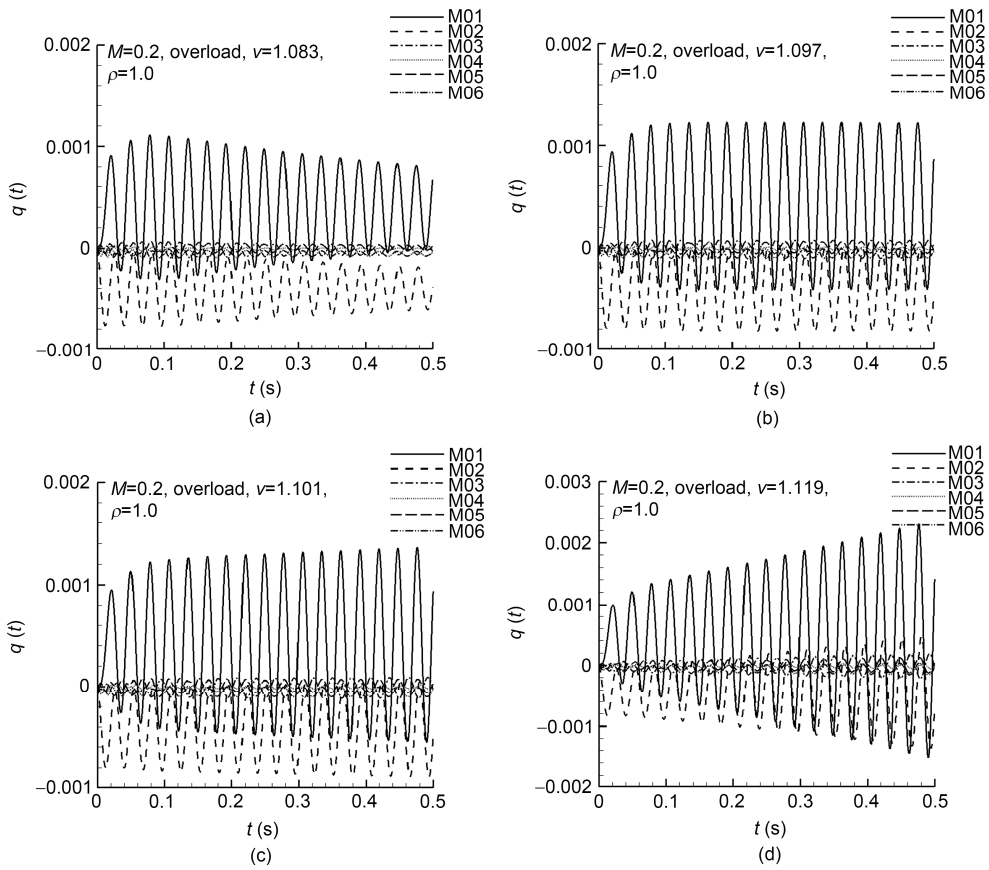 M01
M02
M03
M04
M05
M06
0.002
M=0.2, overload, v=1.083,
ρ=1.0
0.001
q (t)
0
−0.001
0
0.1
0.2
0.3
0.4
0.5
t (s)
(a)
M01
M02
M03
M04
M05
M06
0.002
M=0.2, overload, v=1.097,
ρ=1.0
0.001
q (t)
0
−0.001
0
0.1
0.2
0.3
0.4
0.5
t (s)
(b)
M01
M02
M03
M04
M05
M06
0.002
M=0.2, overload, v=1.101,
ρ=1.0
0.001
q (t)
0
−0.001
0
0.1
0.2
0.3
0.4
0.5
t (s)
(c)
M01
M02
M03
M04
M05
M06
0.003
M=0.2, overload, v=1.119,
ρ=1.0
0.002
0.001
q (t)
0
−0.001
−0.002
0
0.1
0.2
0.3
0.4
0.5
t (s)
(d)